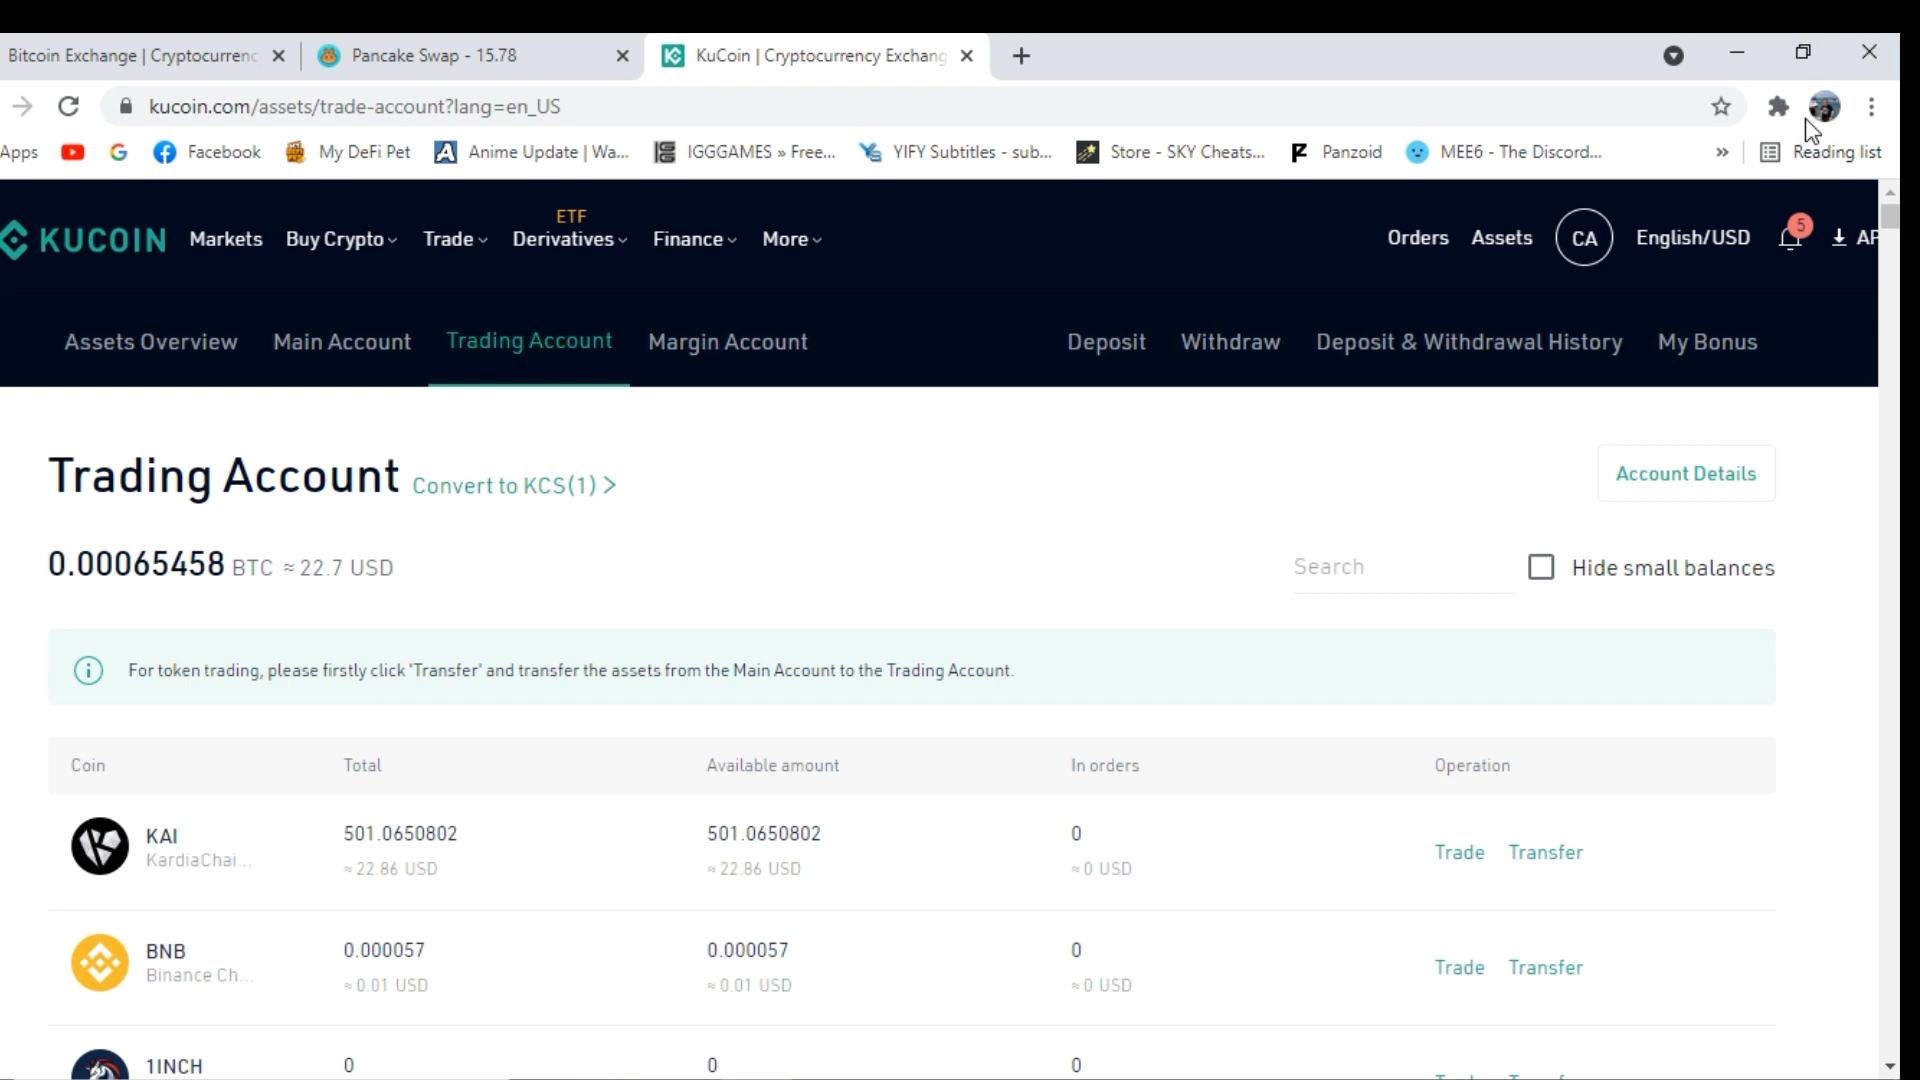 Bitcoin Exchange | Cryptocurrenc
Pancake Swap - 15.78
KuCoin | Cryptocurrency Exchang
kucoin.com/assets/trade-account?lang=en_US
Apps
Facebook
My DeFi Pet
Anime Update | Wa...
IGGGAMES » Free...
YIFY Subtitles - sub...
Store - SKY Cheats...
Panzoid
MEE6 - The Discord...
»
Reading list
KUCOIN
Markets
Buy Crypto
Trade
ETF
Derivatives
Finance
More
Orders
Assets
CA
English/USD
5
AP
Assets Overview
Main Account
Trading Account
Margin Account
Deposit
Withdraw
Deposit & Withdrawal History
My Bonus
Trading Account Convert to KCS(1) >
Account Details
0.00065458 BTC ≈ 22.7 USD
Search
Hide small balances
For token trading, please firstly click 'Transfer' and transfer the assets from the Main Account to the Trading Account.
Coin Total Available amount In orders Operation
KAI 501.0650802 501.0650802 0
KardiaChai... ≈ 22.86 USD ≈ 22.86 USD ≈ 0 USD
Trade Transfer
BNB 0.000057 0.000057 0
Binance Ch... ≈ 0.01 USD ≈ 0.01 USD ≈ 0 USD
Trade Transfer
1INCH 0 0 0